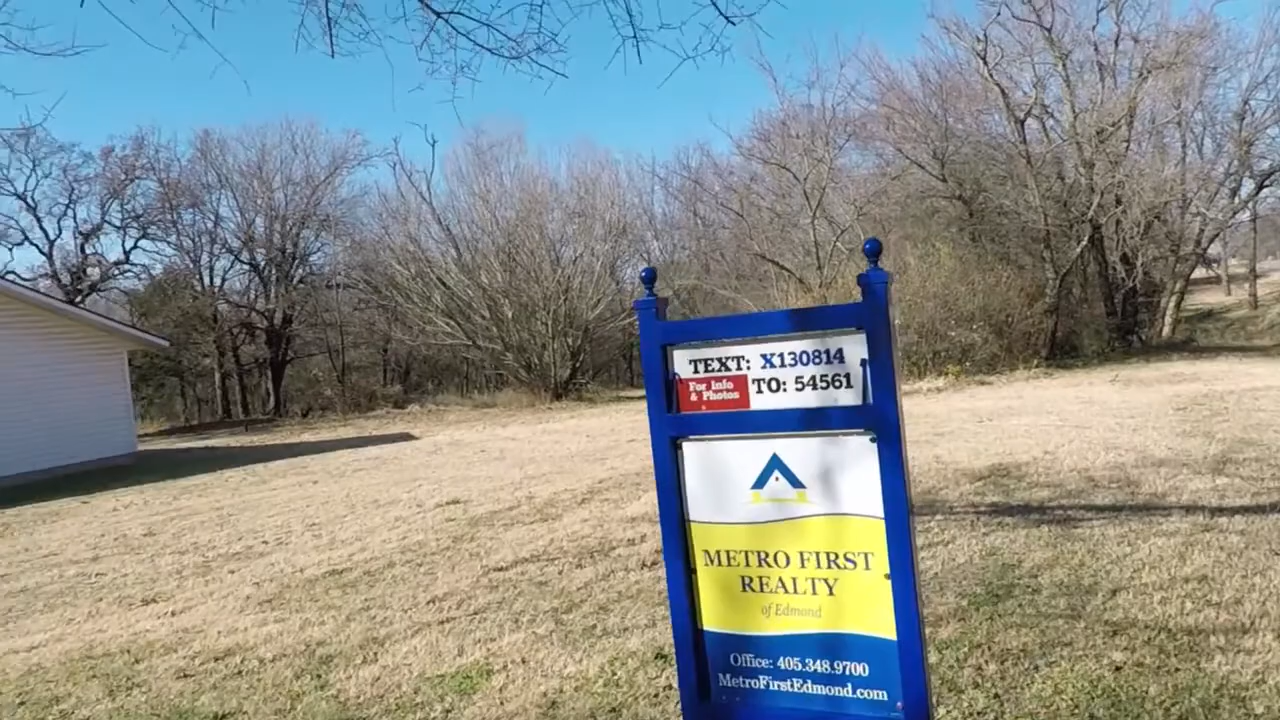 TEXT: X130814
For Info
& Photos
TO: 54561
METRO FIRST
REALTY
of Edmond
Office: 405.348.9700
MetroFirstEdmond.com